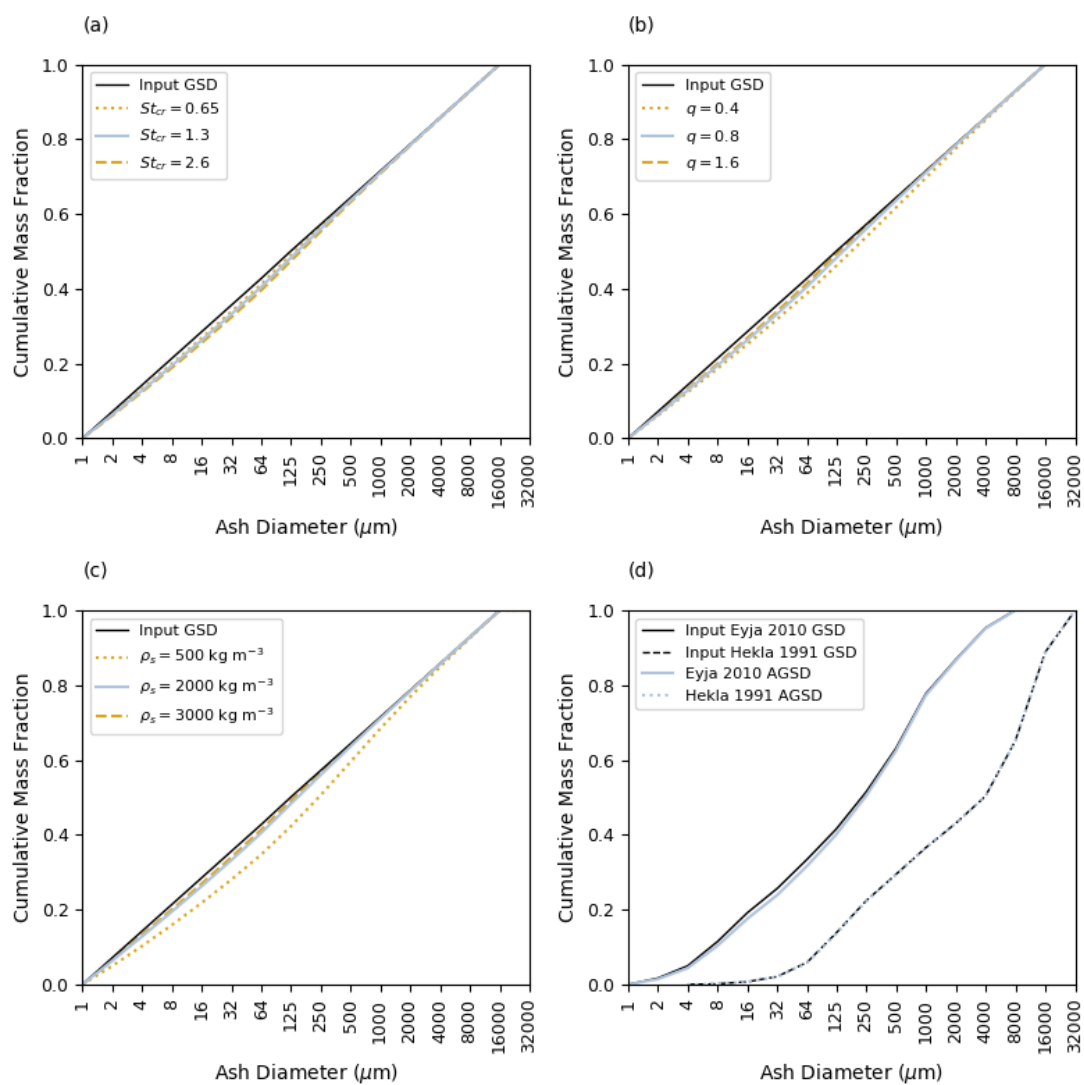 (a)
Cumulative Mass Fraction
1.0
0.8
0.6
0.4
0.2
0.0
Input GSD
St_cr = 0.65
St_cr = 1.3
St_cr = 2.6
1 2 4 8 16 32 64 125 250 500 1000 2000 4000 8000 16000 32000
Ash Diameter (μm)
(b)
Cumulative Mass Fraction
1.0
0.8
0.6
0.4
0.2
0.0
Input GSD
q = 0.4
q = 0.8
q = 1.6
1 2 4 8 16 32 64 125 250 500 1000 2000 4000 8000 16000 32000
Ash Diameter (μm)
(c)
Cumulative Mass Fraction
1.0
0.8
0.6
0.4
0.2
0.0
Input GSD
ρ_s = 500 kg m⁻³
ρ_s = 2000 kg m⁻³
ρ_s = 3000 kg m⁻³
1 2 4 8 16 32 64 125 250 500 1000 2000 4000 8000 16000 32000
Ash Diameter (μm)
(d)
Cumulative Mass Fraction
1.0
0.8
0.6
0.4
0.2
0.0
Input Eyja 2010 GSD
Input Hekla 1991 GSD
Eyja 2010 AGSD
Hekla 1991 AGSD
1 2 4 8 16 32 64 125 250 500 1000 2000 4000 8000 16000 32000
Ash Diameter (μm)